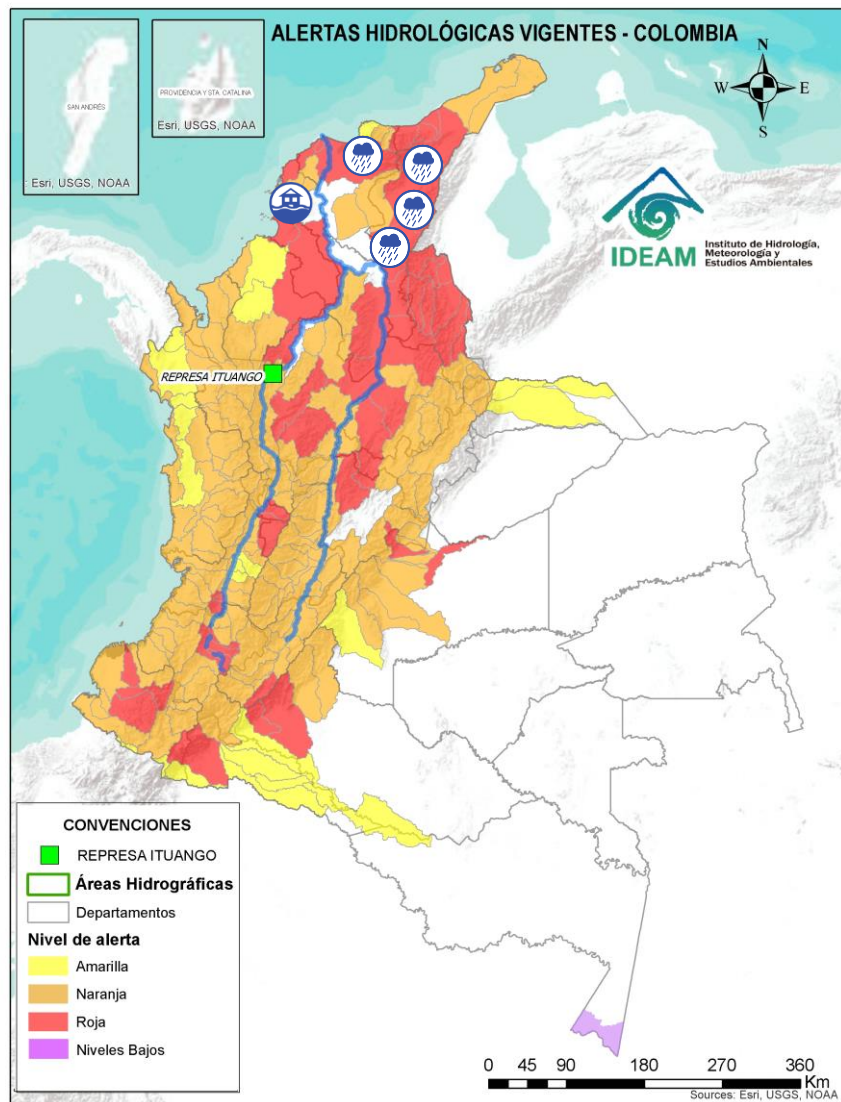 ALERTAS HIDROLÓGICAS VIGENTES - COLOMBIA
SAN ANDRÉS
: Esri, USGS, NOAA
PROVIDENCIA Y STA. CATALINA
Esri, USGS, NOAA
N
W
E
S
IDEAM
Instituto de Hidrología,
Meteorología y
Estudios Ambientales
REPRESA ITUANGO
CONVENCIONES
REPRESA ITUANGO
Áreas Hidrográficas
Departamentos
Nivel de alerta
Amarilla
Naranja
Roja
Niveles Bajos
0 45 90 180 270 360
Km
Sources: Esri, USGS, NOAA